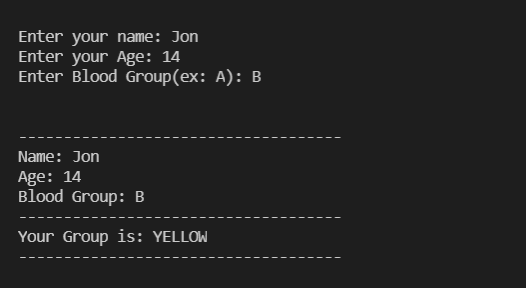 Enter your name: Jon
Enter your Age: 14
Enter Blood Group(ex: A): B
------------------------------------
Name: Jon
Age: 14
Blood Group: B
------------------------------------
Your Group is: YELLOW
------------------------------------